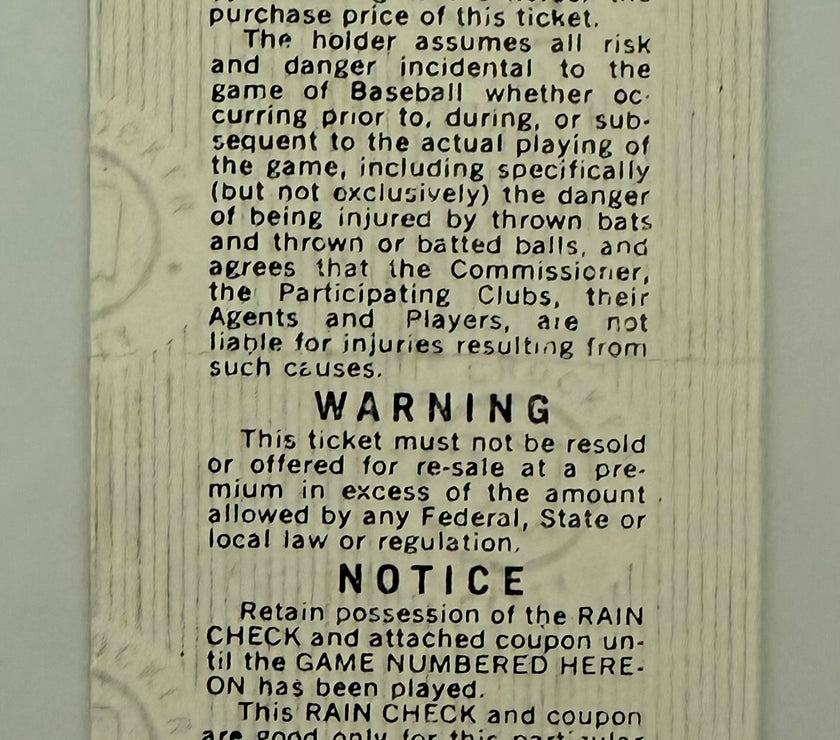 purchase price of this ticket.
The holder assumes all risk
and danger incidental to the
game of Baseball whether oc-
curring prior to, during, or sub-
sequent to the actual playing of
the game, including specifically
(but not exclusively) the danger
of being injured by thrown bats
and thrown or batted balls, and
agrees that the Commissioner,
the Participating Clubs, their
Agents and Players, are not
liable for injuries resulting from
such causes.
WARNING
This ticket must not be resold
or offered for re-sale at a pre-
mium in excess of the amount
allowed by any Federal, State or
local law or regulation.
NOTICE
Retain possession of the RAIN
CHECK and attached coupon un-
til the GAME NUMBERED HERE-
ON has been played.
This RAIN CHECK and coupon
are good only for this particular